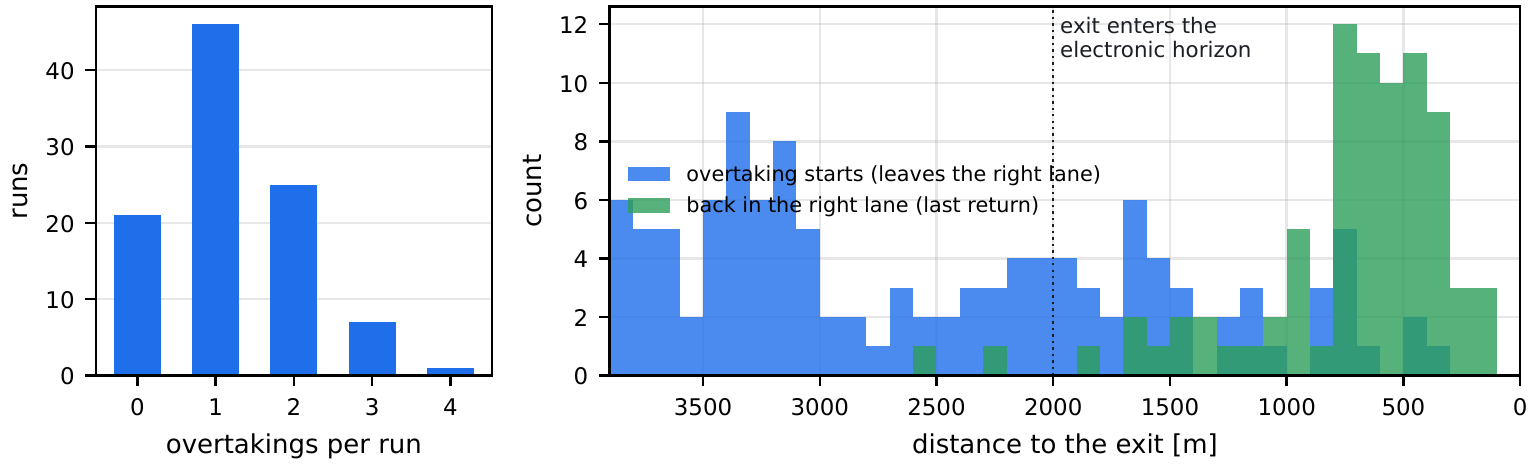 runs
40
30
20
10
0
0 1 2 3 4
overtakings per run
count
12
10
8
6
4
2
0
exit enters the
electronic horizon
overtaking starts (leaves the right lane)
back in the right lane (last return)
3500 3000 2500 2000 1500 1000 500 0
distance to the exit [m]